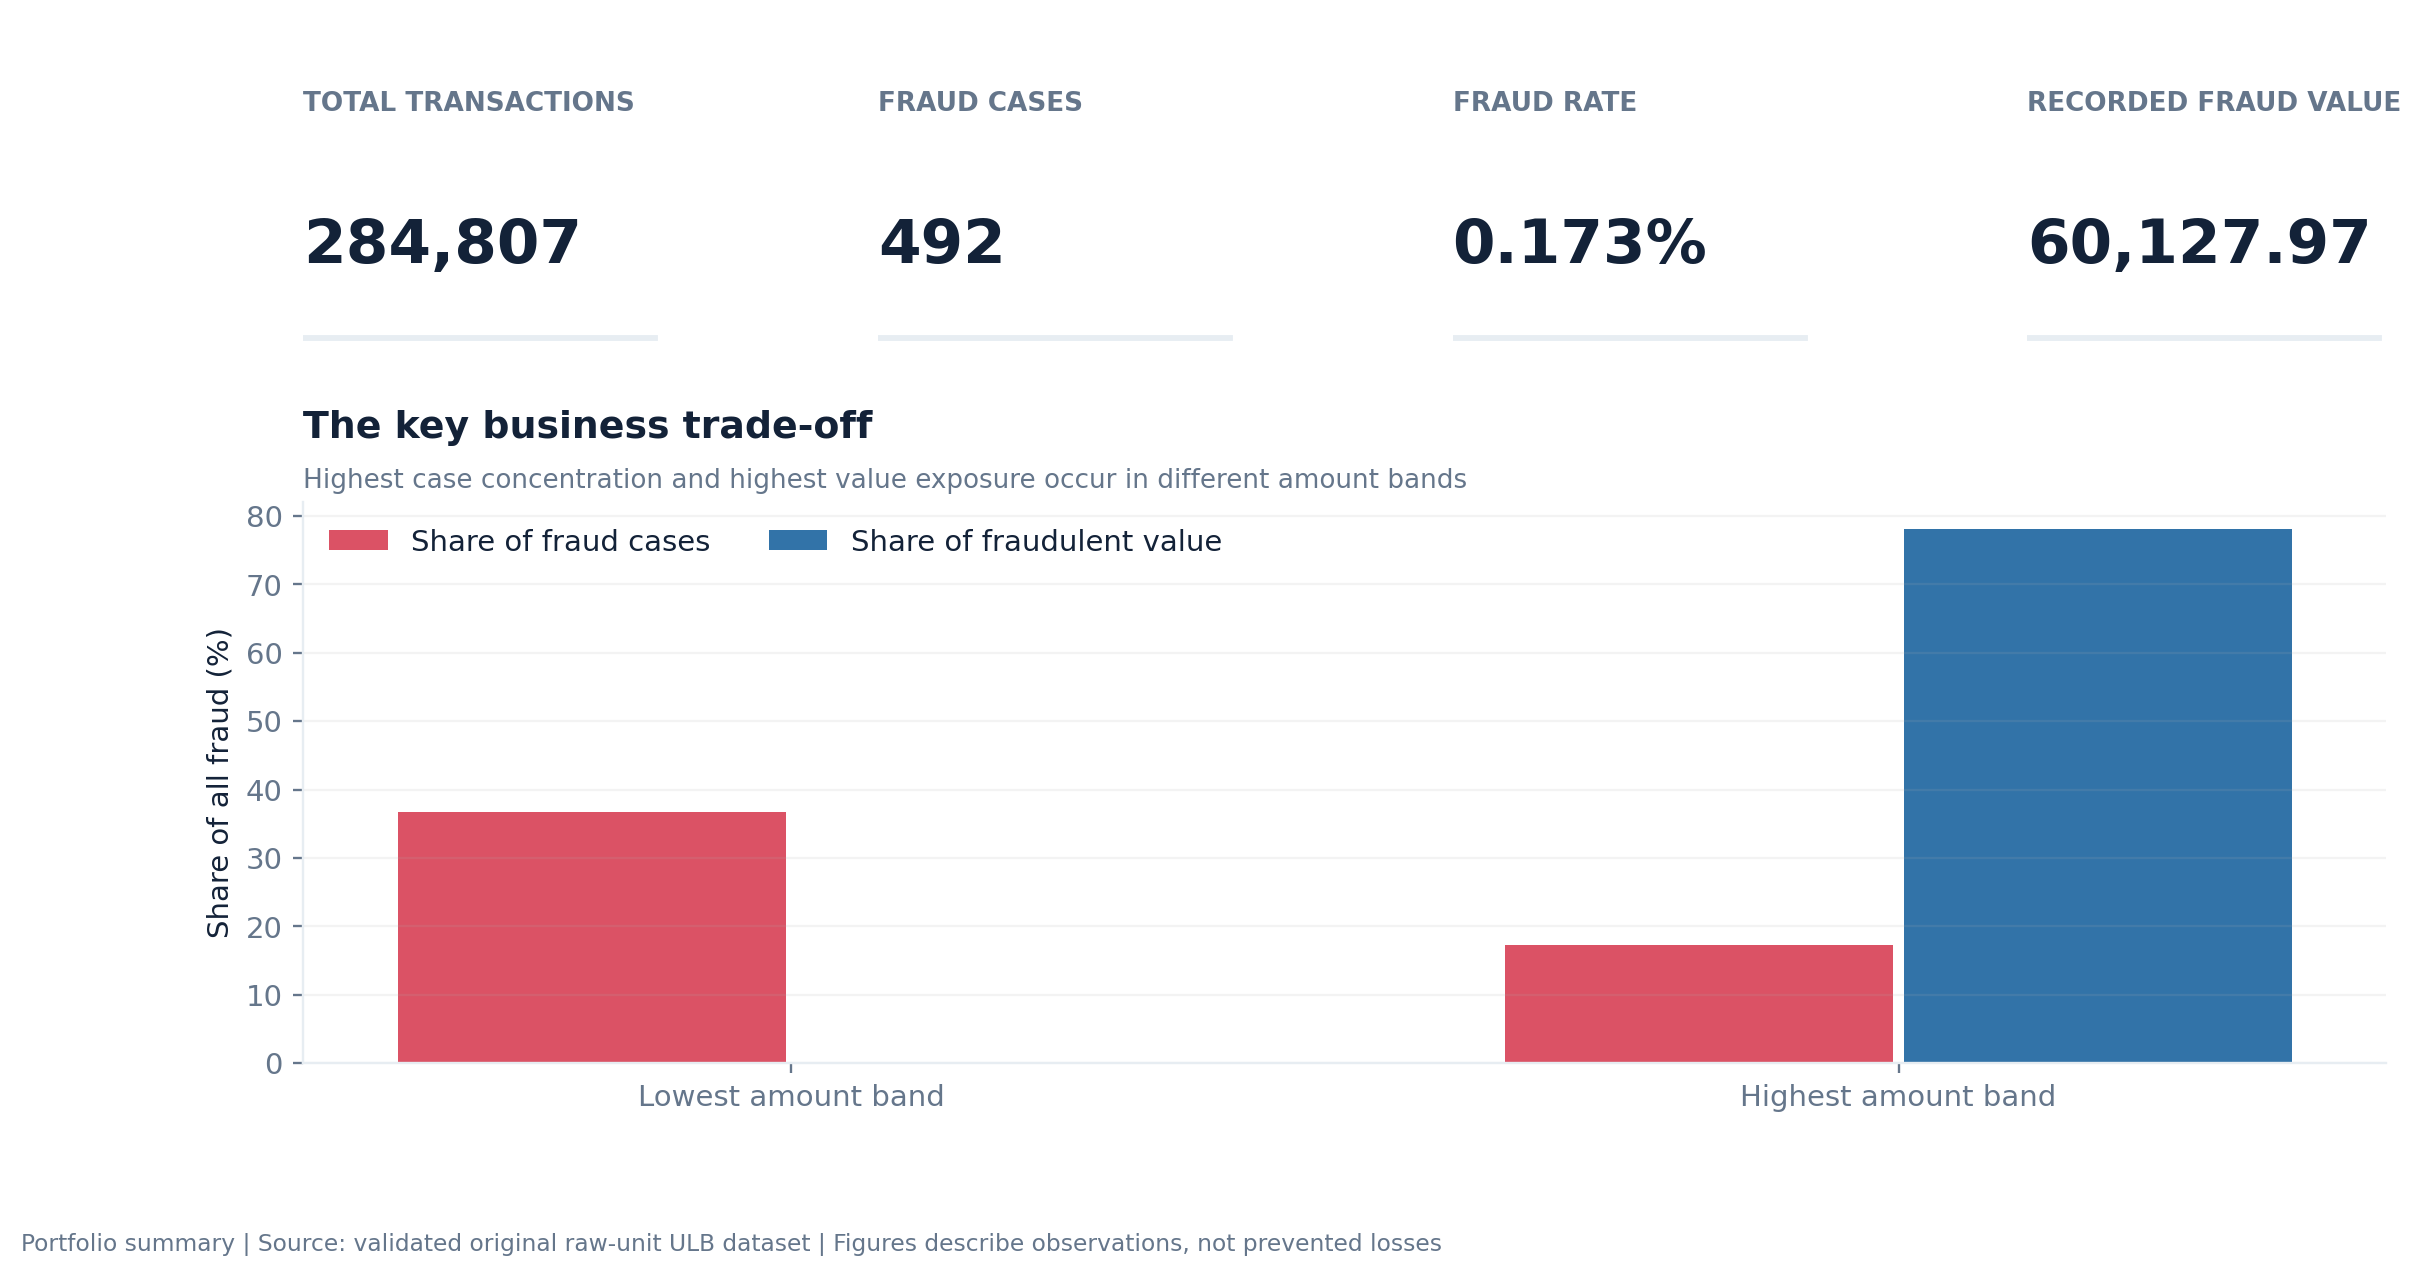 TOTAL TRANSACTIONS
FRAUD CASES
FRAUD RATE
RECORDED FRAUD VALUE
284,807
492
0.173%
60,127.97
The key business trade-off
Highest case concentration and highest value exposure occur in different amount bands
Share of fraud cases
Share of fraudulent value
Share of all fraud (%)
80
70
60
50
40
30
20
10
0
Lowest amount band
Highest amount band
Portfolio summary | Source: validated original raw-unit ULB dataset | Figures describe observations, not prevented losses